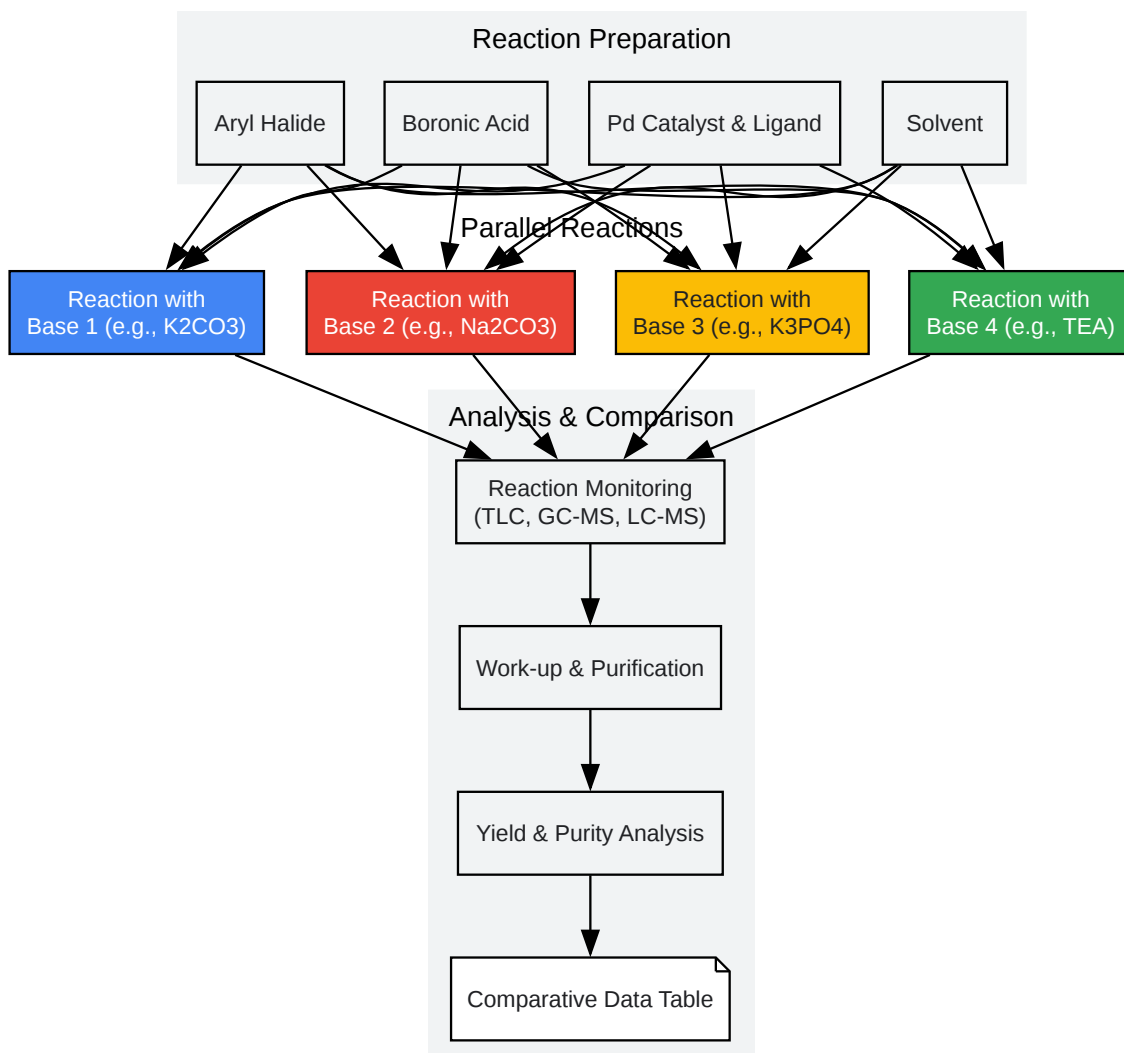 Reaction Preparation
Aryl Halide
Boronic Acid
Pd Catalyst & Ligand
Solvent
Parallel Reactions
Reaction with
Base 1 (e.g., K2CO3)
Reaction with
Base 2 (e.g., Na2CO3)
Reaction with
Base 3 (e.g., K3PO4)
Reaction with
Base 4 (e.g., TEA)
Analysis & Comparison
Reaction Monitoring
(TLC, GC-MS, LC-MS)
Work-up & Purification
Yield & Purity Analysis
Comparative Data Table